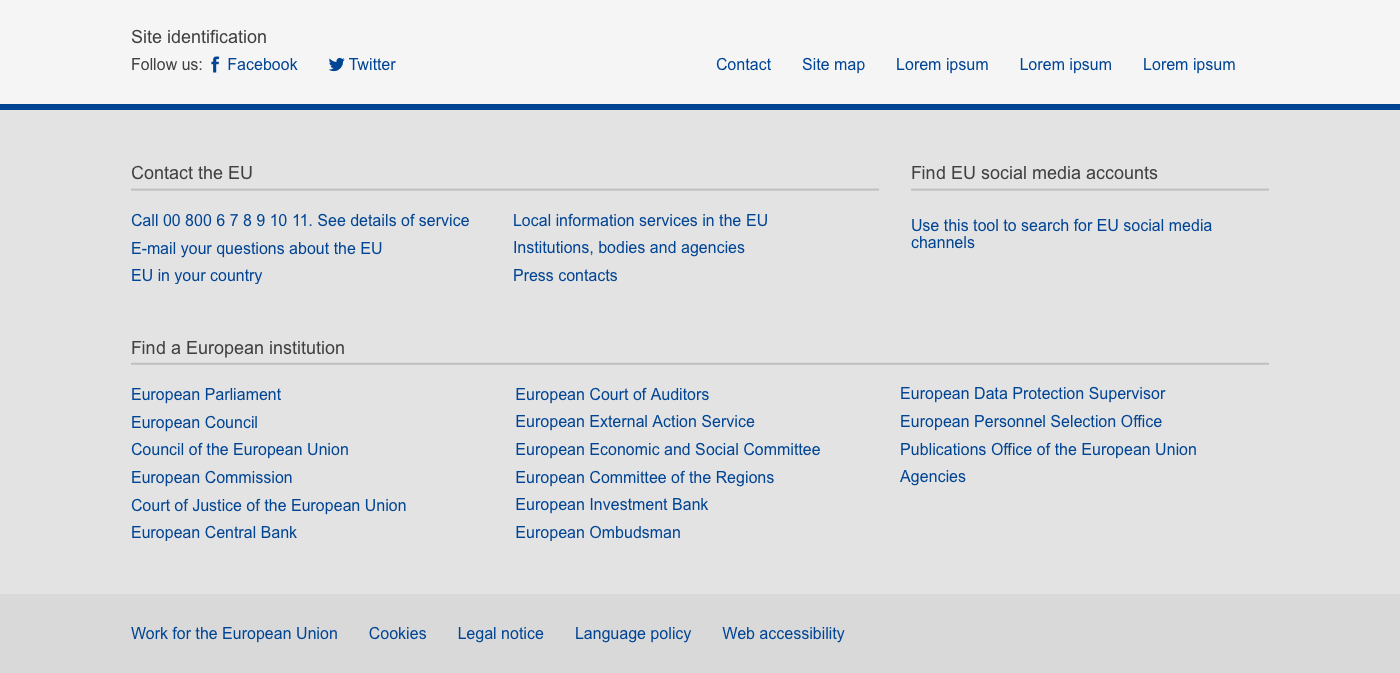 Site identification
Follow us: Facebook Twitter
Contact Site map Lorem ipsum Lorem ipsum Lorem ipsum
Contact the EU
Call 00 800 6 7 8 9 10 11. See details of service
E-mail your questions about the EU
EU in your country
Local information services in the EU
Institutions, bodies and agencies
Press contacts
Find EU social media accounts
Use this tool to search for EU social media
channels
Find a European institution
European Parliament
European Council
Council of the European Union
European Commission
Court of Justice of the European Union
European Central Bank
European Court of Auditors
European External Action Service
European Economic and Social Committee
European Committee of the Regions
European Investment Bank
European Ombudsman
European Data Protection Supervisor
European Personnel Selection Office
Publications Office of the European Union
Agencies
Work for the European Union Cookies Legal notice Language policy Web accessibility